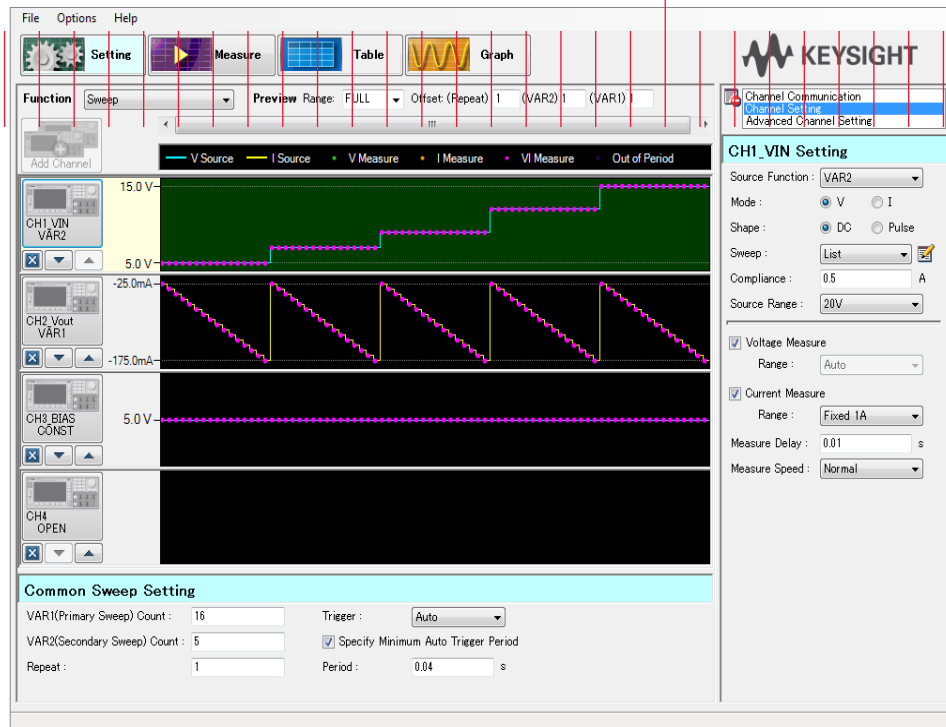 File Options Help
Setting Measure Table Graph
KEYSIGHT
Function Sweep Preview Range: FULL Offset: (Repeat) 1 (VAR2) 1 (VAR1) 1
Channel Communication
Channel Setting
Advanced Channel Setting
Add Channel
V Source I Source V Measure I Measure VI Measure Out of Period
CH1_VIN
VAR2
15.0 V
5.0 V
CH2_Vout
VAR1
-25.0mA
-175.0mA
CH3_BIAS
CONST
5.0 V
CH4
OPEN
CH1_VIN Setting
Source Function : VAR2
Mode : V I
Shape : DC Pulse
Sweep : List
Compliance : 0.5 A
Source Range : 20V
Voltage Measure
Range : Auto
Current Measure
Range : Fixed 1A
Measure Delay : 0.01 s
Measure Speed : Normal
Common Sweep Setting
VAR1(Primary Sweep) Count : 16 Trigger : Auto
VAR2(Secondary Sweep) Count : 5 Specify Minimum Auto Trigger Period
Repeat : 1 Period : 0.04 s